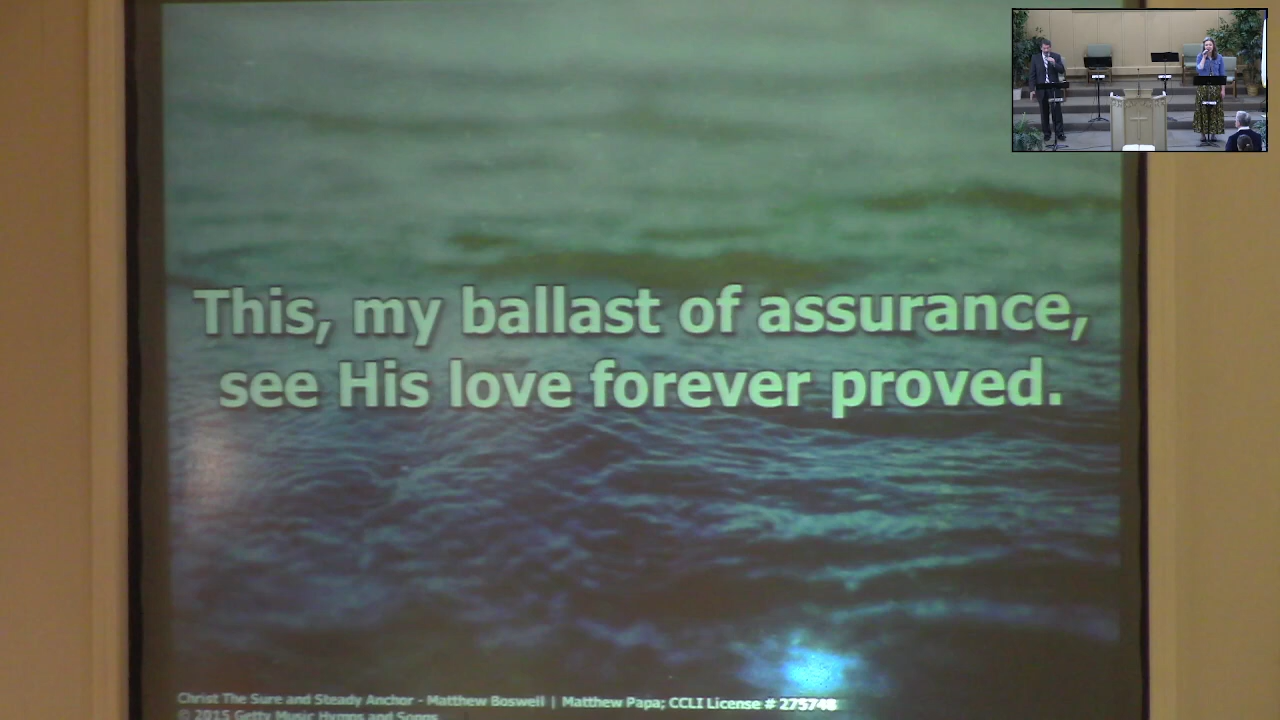 This, my ballast of assurance,
see His love forever proved.
Christ The Sure and Steady Anchor - Matthew Boswell | Matthew Papa; CCLI License # 275748
© 2015 Getty Music Hymns and Songs